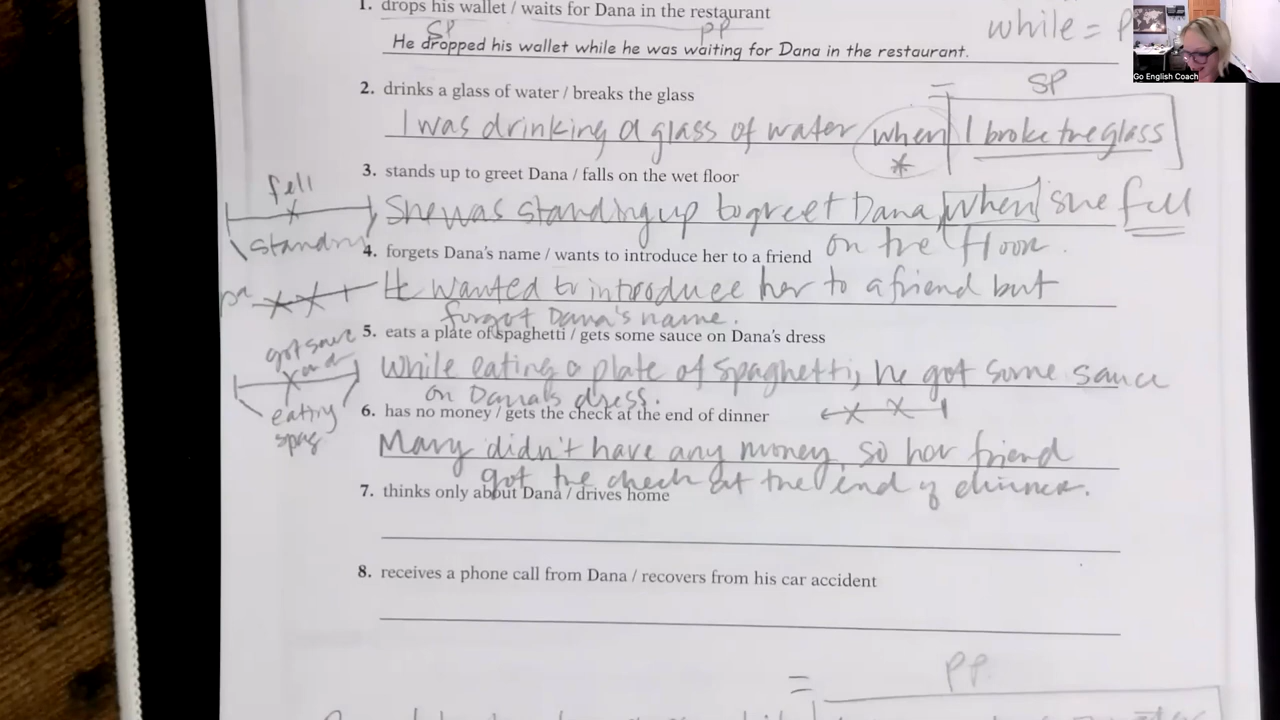 1. drops his wallet / waits for Dana in the restaurant
while = P
SP
PP
He dropped his wallet while he was waiting for Dana in the restaurant.
Go English Coach
2. drinks a glass of water / breaks the glass
= SP
I was drinking a glass of water when I broke the glass
*
3. stands up to greet Dana / falls on the wet floor
fell
She was standing up to greet Dana, when she fell
standing
on the floor.
4. forgets Dana's name / wants to introduce her to a friend
He wanted to introduce her to a friend but
forgot Dana's name.
5. eats a plate of spaghetti / gets some sauce on Dana's dress
got sauce
While eating a plate of spaghetti, he got some sauce
on Dana's dress.
eating
spag
6. has no money / gets the check at the end of dinner
Mary didn't have any money, so her friend
got the check at the end of dinner.
7. thinks only about Dana / drives home
8. receives a phone call from Dana / recovers from his car accident
= PP